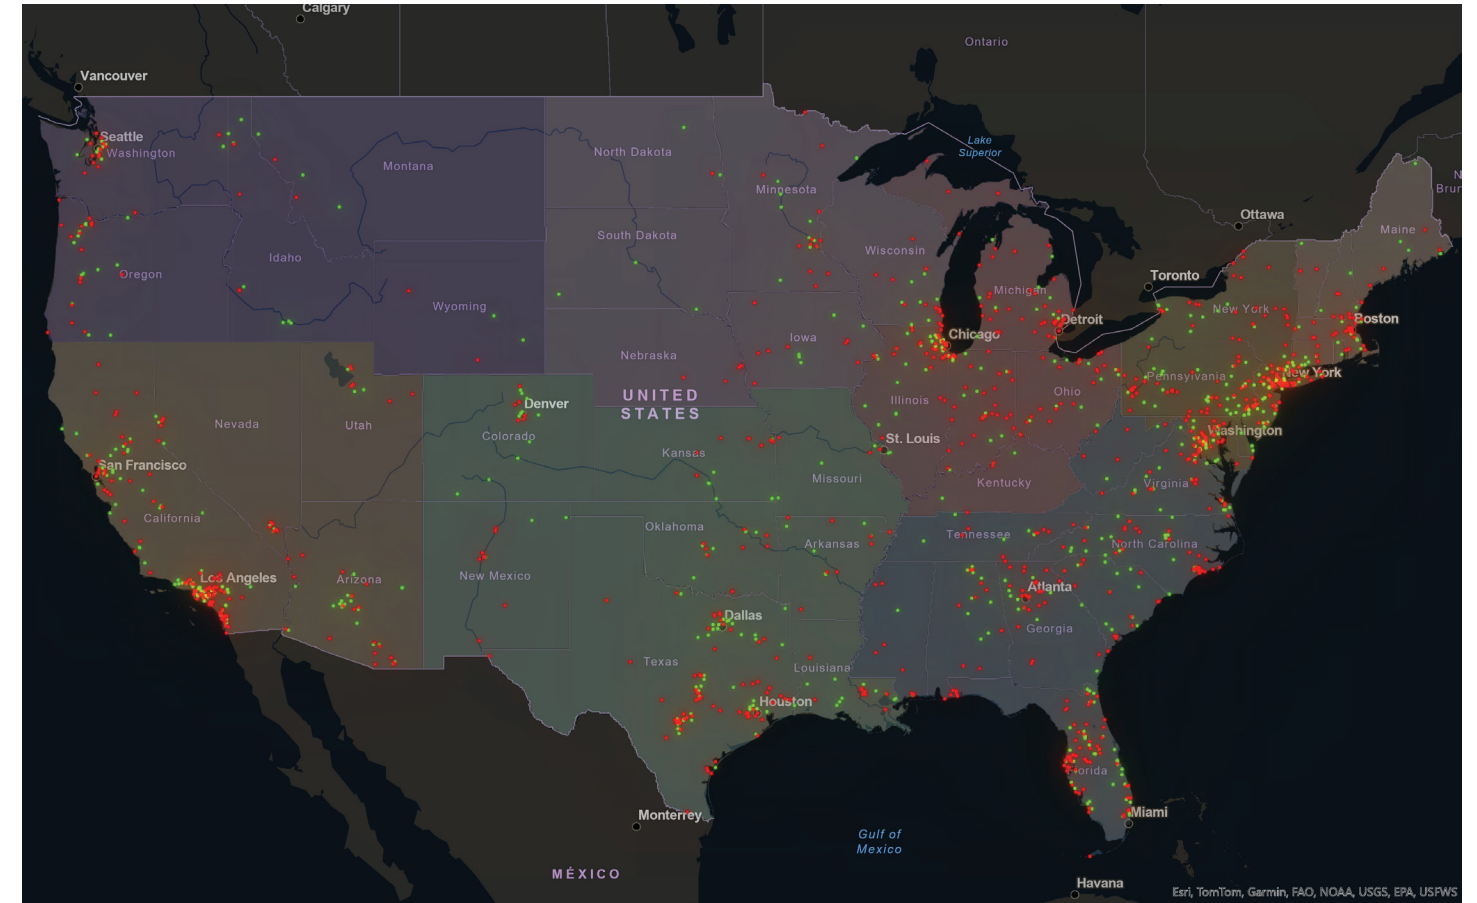 Calgary
Ontario
Vancouver
Seattle
Washington
Lake
Superior
North Dakota
Montana
Minnesota
N
Brun
Ottawa
Maine
South Dakota
Wisconsin
Idaho
Oregon
Toronto
Michigan
Wyoming
New York
Detroit
Boston
Chicago
Iowa
Nebraska
New York
Pennsylvania
UNITED
STATES
Ohio
Illinois
Denver
Nevada
Utah
Washington
Colorado
St. Louis
Kansas
San Francisco
Missouri
Kentucky
Virginia
California
Oklahoma
Tennessee
Arkansas
North Carolina
Los Angeles
Arizona
New Mexico
Atlanta
Dallas
Georgia
Texas
Louisiana
Houston
Florida
Monterrey
Miami
Gulf of
Mexico
MÉXICO
Havana
Esri, TomTom, Garmin, FAO, NOAA, USGS, EPA, USFWS